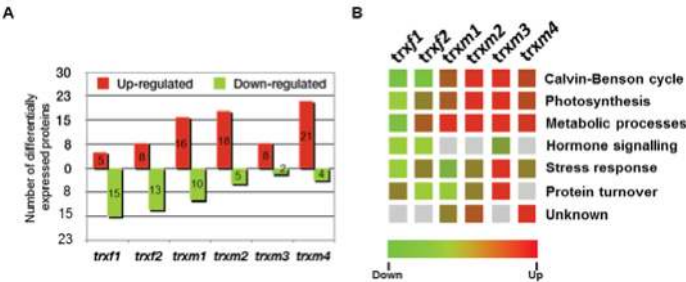 A
Number of differentially
expressed proteins
30
23
15
8
0
8
15
23
Up-regulated Down-regulated
5 8 16 18 8 21
15 13 10 5 2 4
trxf1 trxf2 trxm1 trxm2 trxm3 trxm4
B
trxf1 trxf2 trxm1 trxm2 trxm3 trxm4
Calvin-Benson cycle
Photosynthesis
Metabolic processes
Hormone signalling
Stress response
Protein turnover
Unknown
Down Up